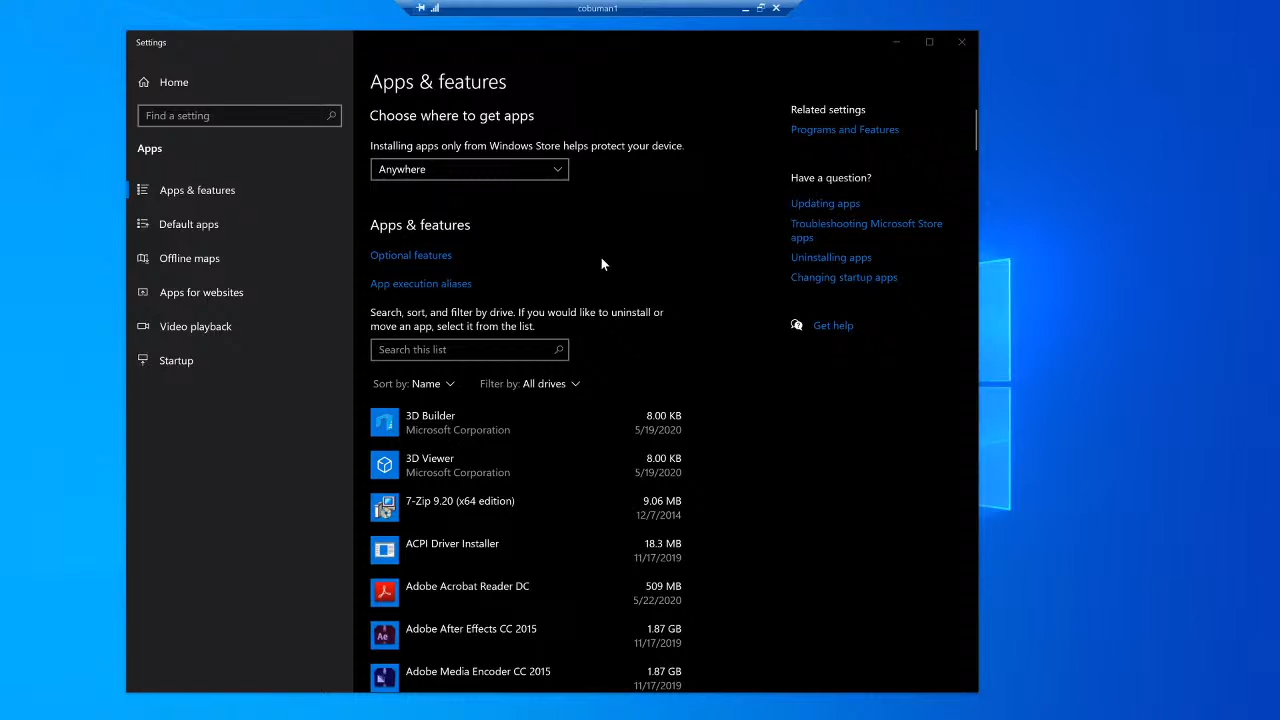 cobuman1
Settings
Home
Find a setting
Apps
Apps & features
Default apps
Offline maps
Apps for websites
Video playback
Startup
Apps & features
Choose where to get apps
Installing apps only from Windows Store helps protect your device.
Anywhere
Apps & features
Optional features
App execution aliases
Search, sort, and filter by drive. If you would like to uninstall or
move an app, select it from the list.
Search this list
Sort by: Name
Filter by: All drives
3D Builder 8.00 KB
Microsoft Corporation 5/19/2020
3D Viewer 8.00 KB
Microsoft Corporation 5/19/2020
7-Zip 9.20 (x64 edition) 9.06 MB
12/7/2014
ACPI Driver Installer 18.3 MB
11/17/2019
Adobe Acrobat Reader DC 509 MB
5/22/2020
Adobe After Effects CC 2015 1.87 GB
11/17/2019
Adobe Media Encoder CC 2015 1.87 GB
11/17/2019
Related settings
Programs and Features
Have a question?
Updating apps
Troubleshooting Microsoft Store
apps
Uninstalling apps
Changing startup apps
Get help